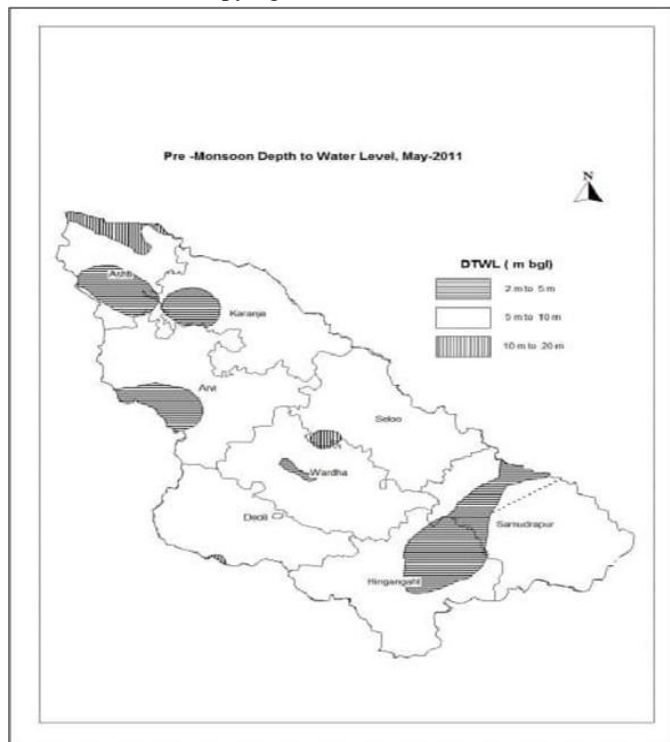 Pre -Monsoon Depth to Water Level, May-2011
N
DTWL ( m bgl)
2 m to 5 m
5 m to 10 m
10 m to 20 m
Ashti
Karanja
Arvi
Seloo
Wardha
Deoli
Samudrapur
Hinganghat